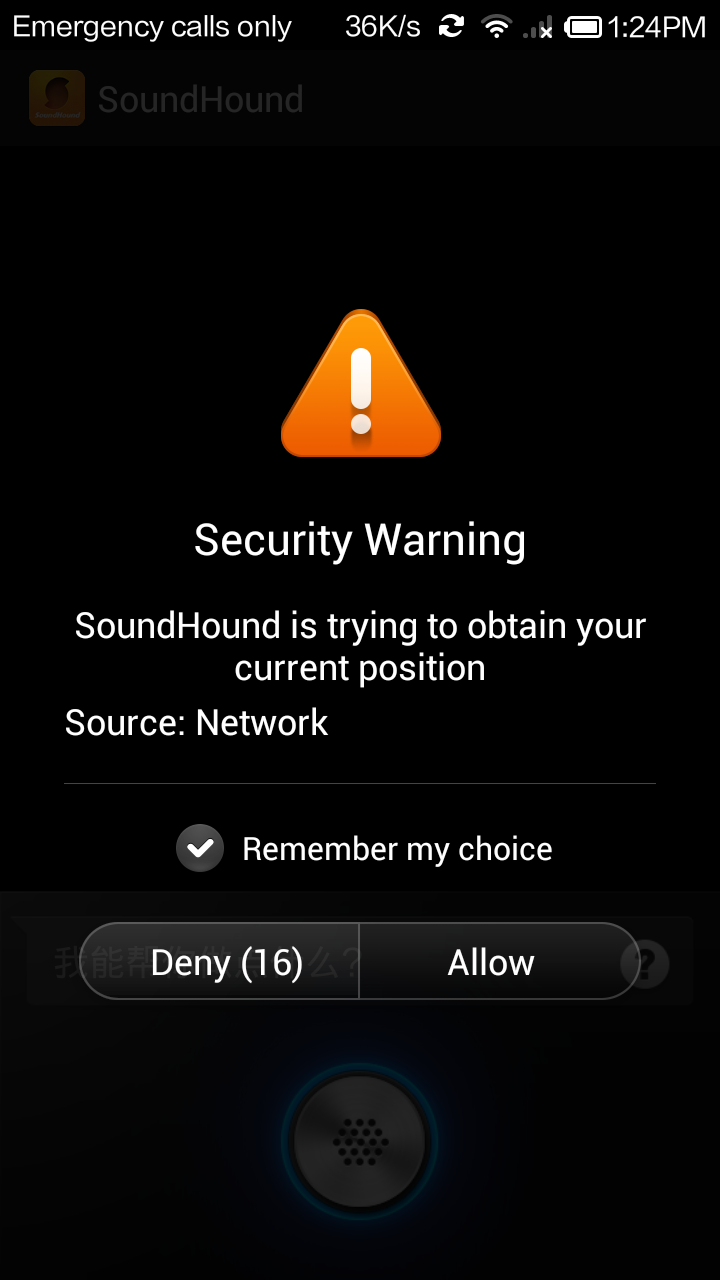 Emergency calls only 36K/s 1:24PM
SoundHound
Security Warning
SoundHound is trying to obtain your
current position
Source: Network
Remember my choice
Deny (16) Allow